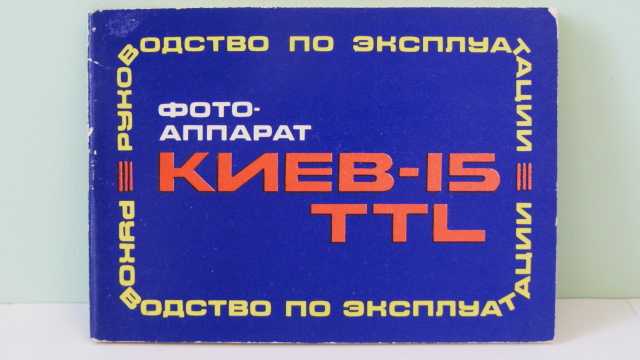 РУКОВОДСТВО ПО ЭКСПЛУАТАЦИИ
ФОТО-
АППАРАТ
КИЕВ-15
TTL
РУКОВОДСТВО ПО ЭКСПЛУАТАЦИИ